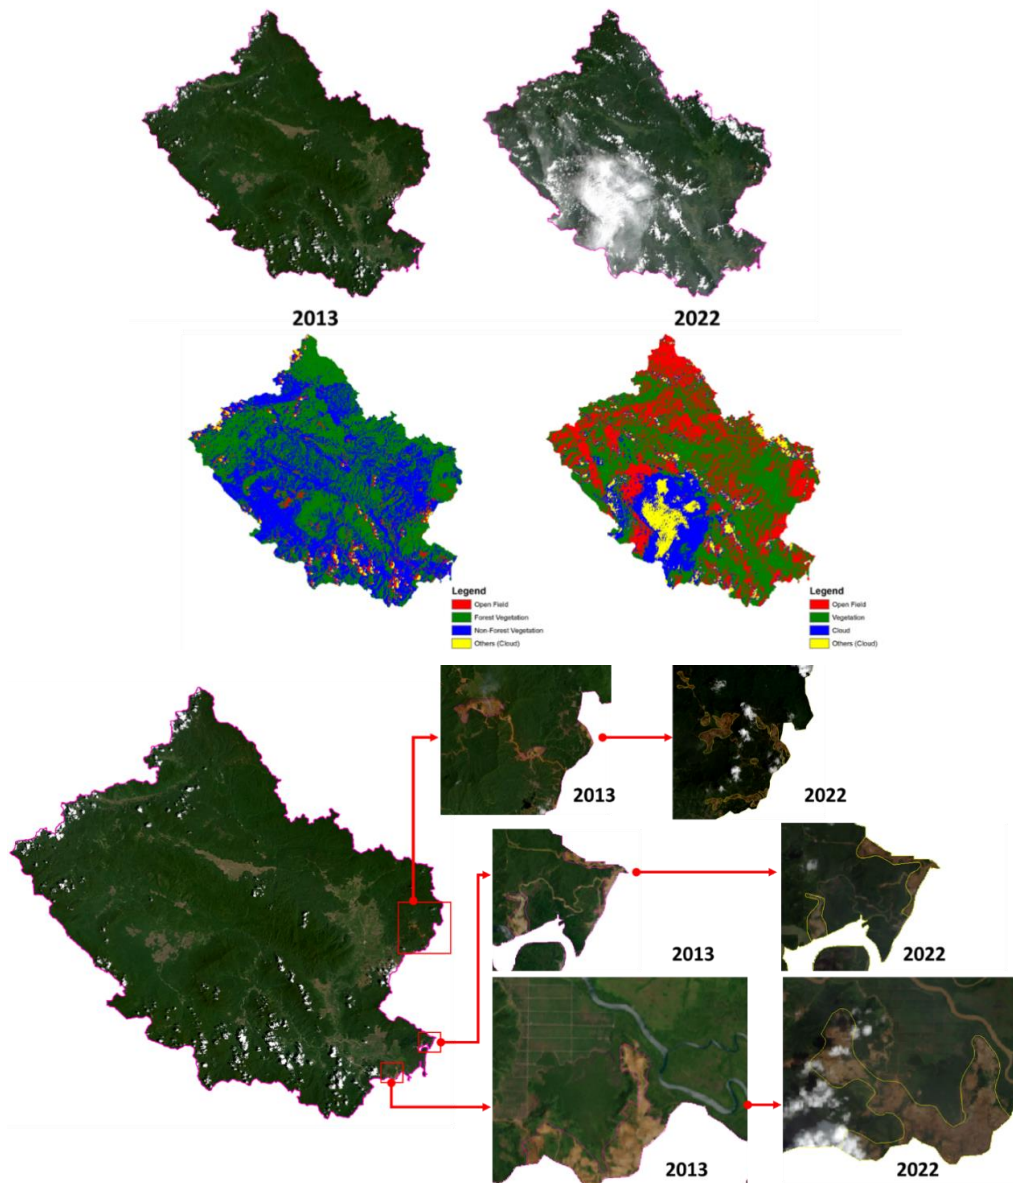 2013
2022
Legend
Open Field
Forest Vegetation
Non-Forest Vegetation
Others (Cloud)
Legend
Open Field
Vegetation
Cloud
Others (Cloud)
2013
2022
2013
2022
2013
2022